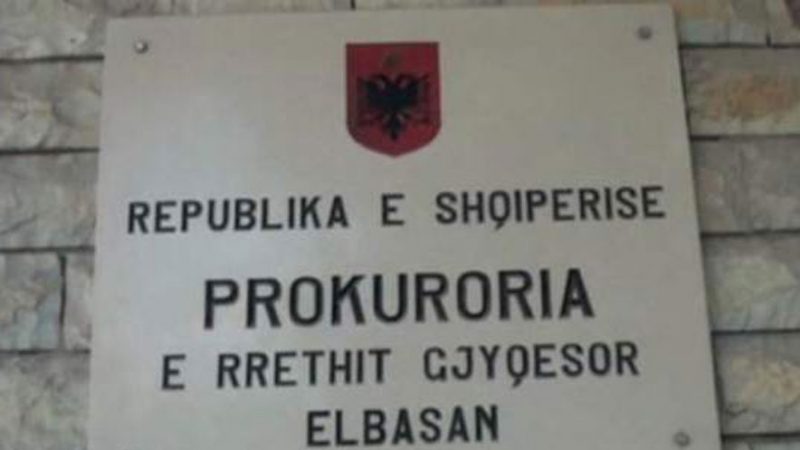 REPUBLIKA E SHQIPERISE
PROKURORIA
E RRETHIT GJYQESOR
ELBASAN